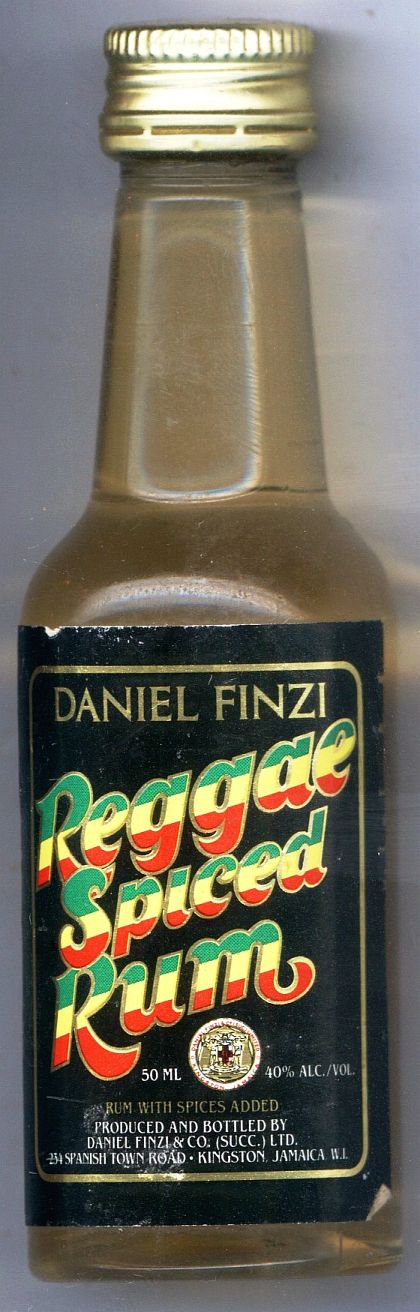 DANIEL FINZI
Reggae
Spiced
Rum
50 ML 40% ALC./VOL.
RUM WITH SPICES ADDED
PRODUCED AND BOTTLED BY
DANIEL FINZI & CO. (SUCC.) LTD.
234 SPANISH TOWN ROAD • KINGSTON, JAMAICA W.I.